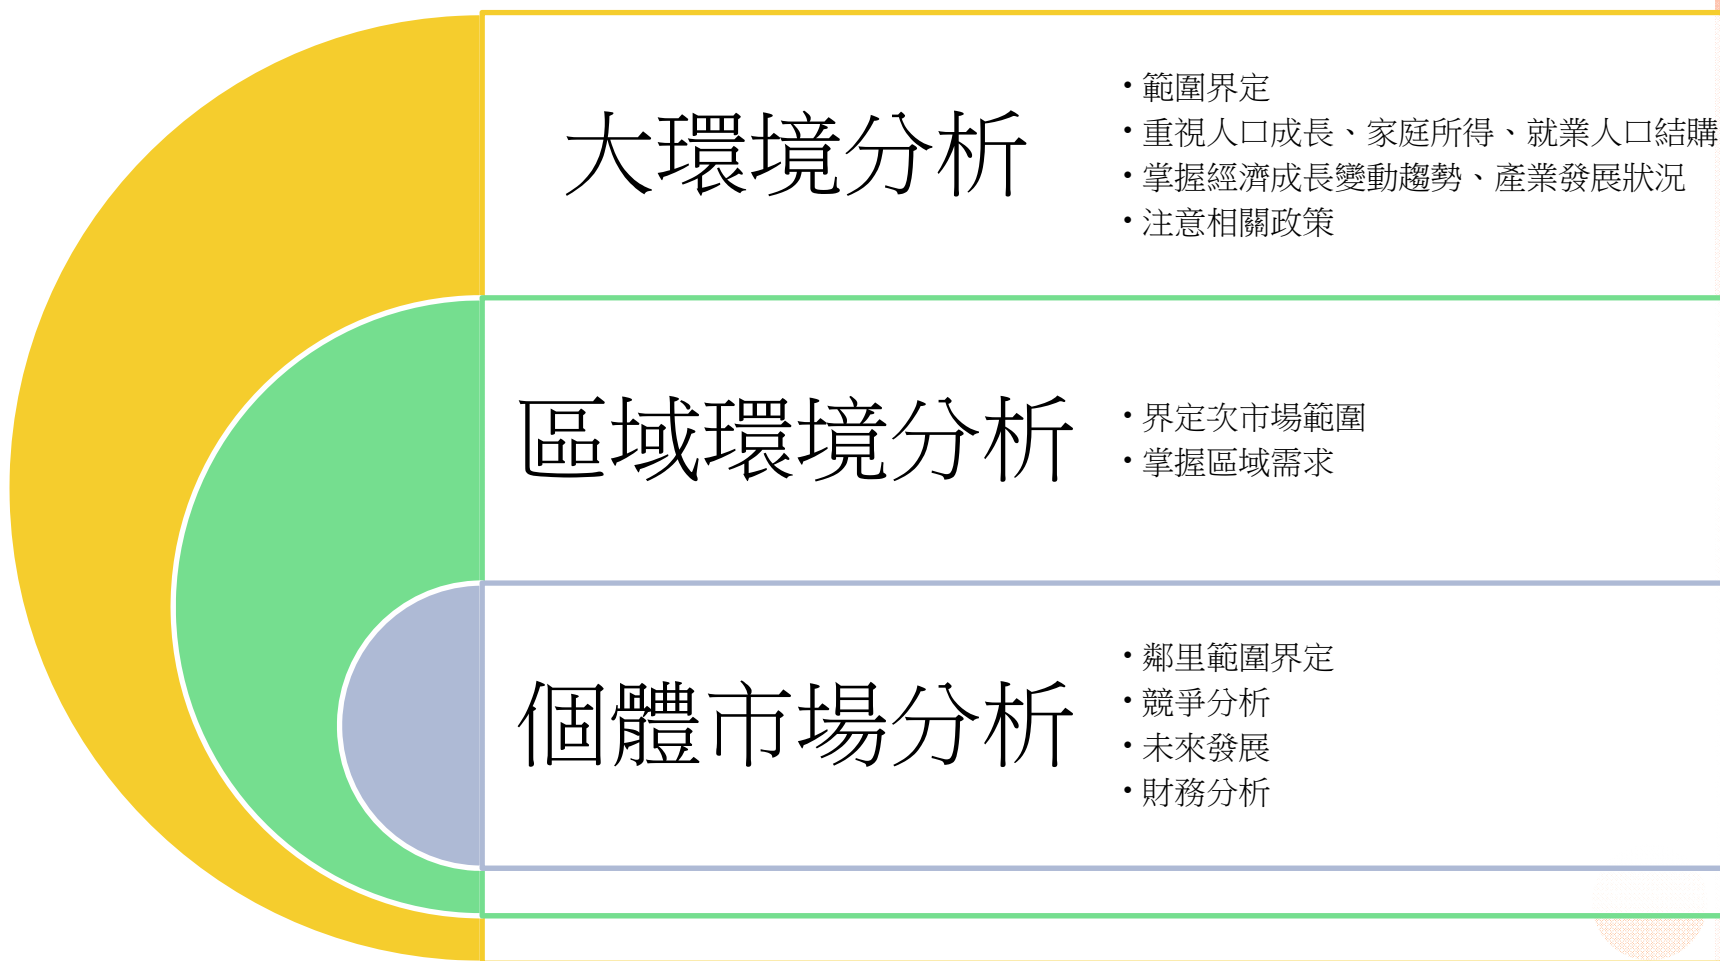 大環境分析
•範圍界定
•重視人口成長、家庭所得、就業人口結購
•掌握經濟成長變動趨勢、產業發展狀況
•注意相關政策
區域環境分析
•界定次市場範圍
•掌握區域需求
個體市場分析
•鄰里範圍界定
•競爭分析
•未來發展
•財務分析